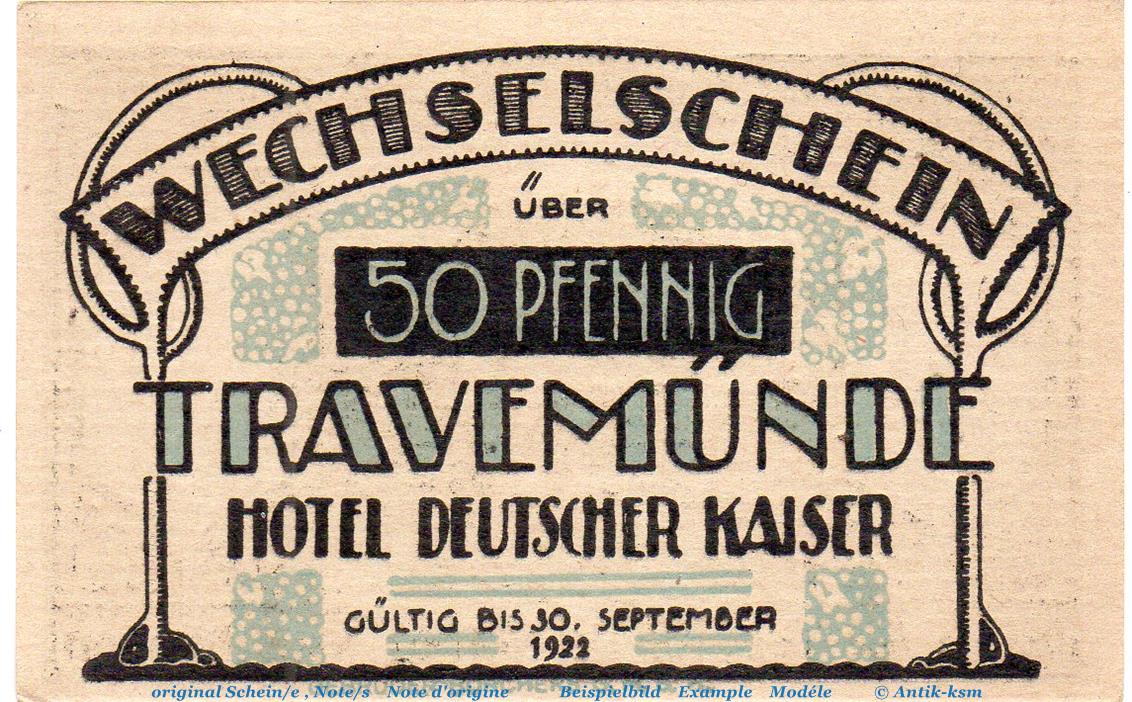 WECHSELSCHEIN
ÜBER
50 PFENNIG
TRAVEMÜNDE
HOTEL DEUTSCHER KAISER
GÜLTIG BIS 30. SEPTEMBER
1922
original Schein/e , Note/s Note d'origine Beispielbild Example Modéle © Antik-ksm